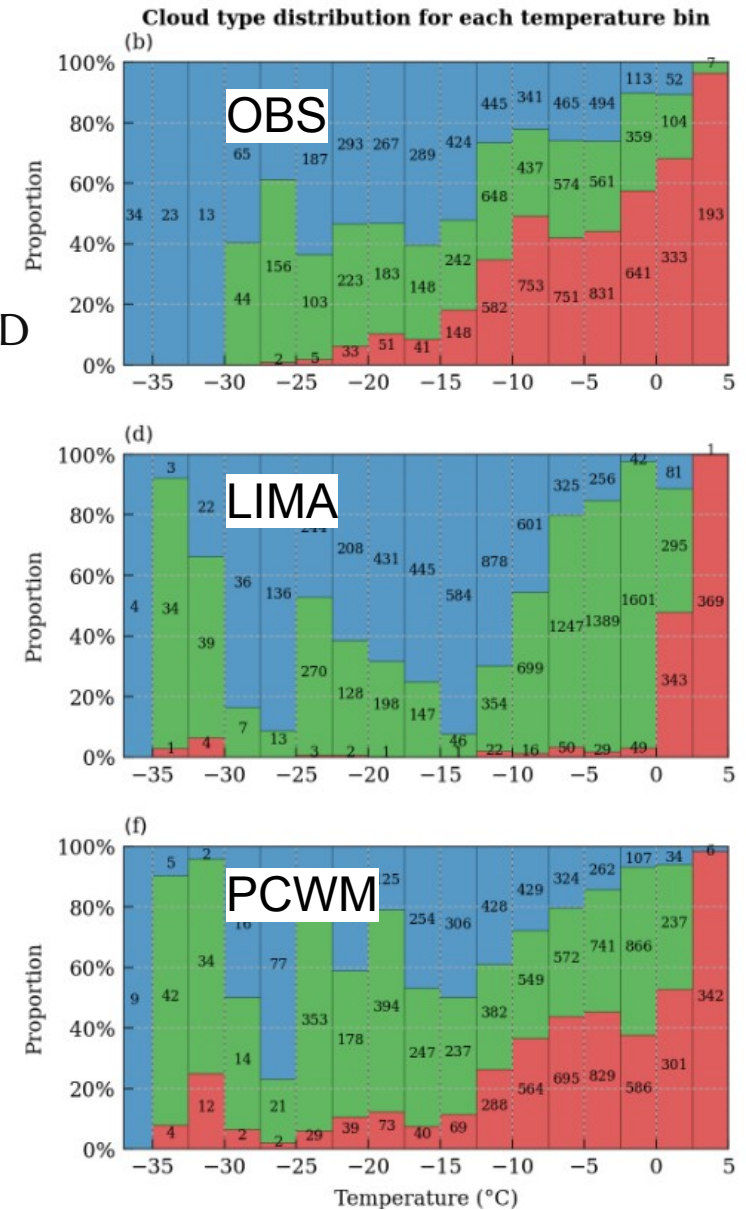 Cloud type distribution for each temperature bin
(b)
100%
80%
60%
40%
20%
0%
Proportion
OBS
34 23 13 65 187 293 267 289 424 445 341 465 494 113 52
44 156 103 223 183 148 242 648 437 574 561 359 104 7
2 5 33 51 41 148 582 753 751 831 641 333 193
−35 −30 −25 −20 −15 −10 −5 0 5
D
(d)
100%
80%
60%
40%
20%
0%
Proportion
LIMA
4 3 22 36 136 208 431 445 584 878 601 325 256 42 81 1
34 39 7 13 270 128 198 147 46 354 699 1247 1389 1601 295
1 4 3 2 1 1 22 16 50 29 49 343 369
−35 −30 −25 −20 −15 −10 −5 0 5
(f)
100%
80%
60%
40%
20%
0%
Proportion
PCWM
9 5 2 16 77 25 254 306 428 429 324 262 107 34 6
42 34 14 21 353 178 394 247 237 382 549 572 741 866 237
4 12 2 2 29 39 73 40 69 288 564 695 829 586 301 342
−35 −30 −25 −20 −15 −10 −5 0 5
Temperature (°C)